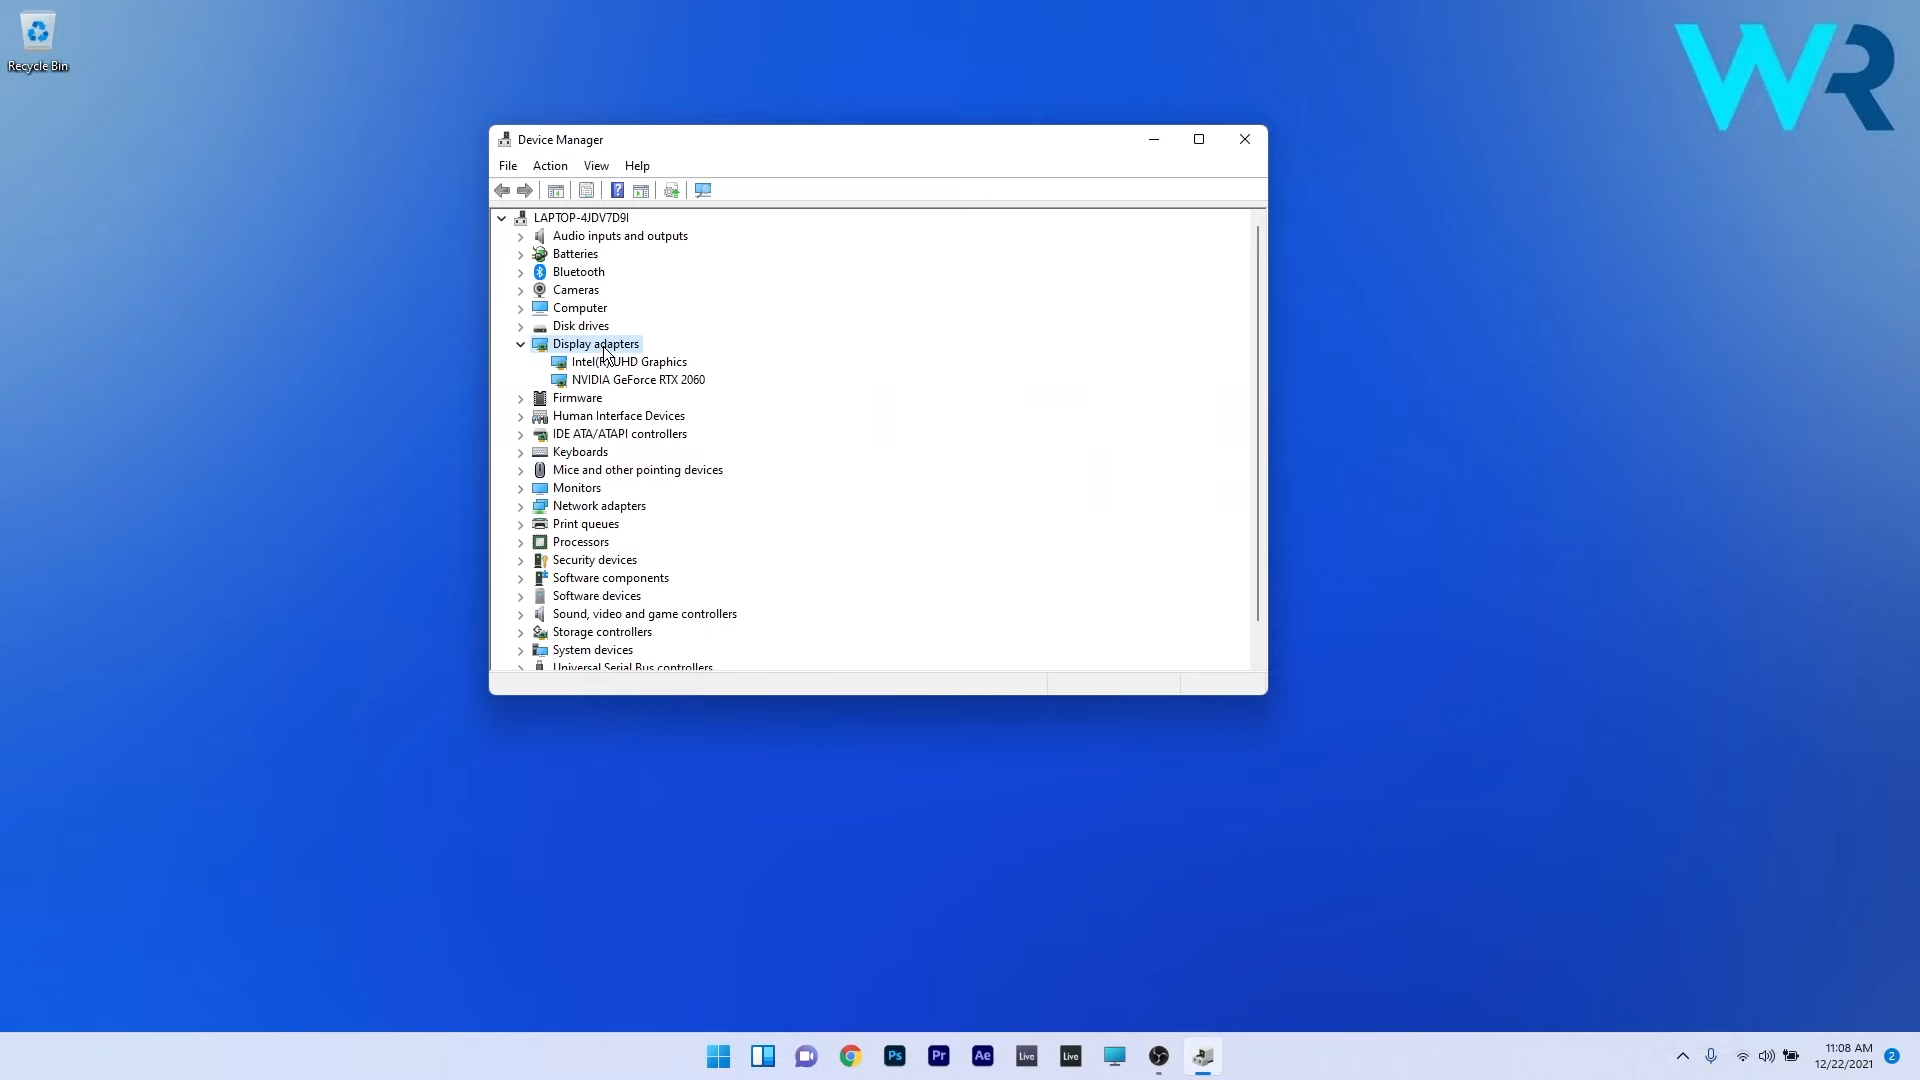 Recycle Bin
WR
Device Manager
File Action View Help
LAPTOP-4JDV7D9I
Audio inputs and outputs
Batteries
Bluetooth
Cameras
Computer
Disk drives
Display adapters
Intel(R) UHD Graphics
NVIDIA GeForce RTX 2060
Firmware
Human Interface Devices
IDE ATA/ATAPI controllers
Keyboards
Mice and other pointing devices
Monitors
Network adapters
Print queues
Processors
Security devices
Software components
Software devices
Sound, video and game controllers
Storage controllers
System devices
Universal Serial Bus controllers
Ps Pr Ae Live Live
11:08 AM
12/22/2021
2